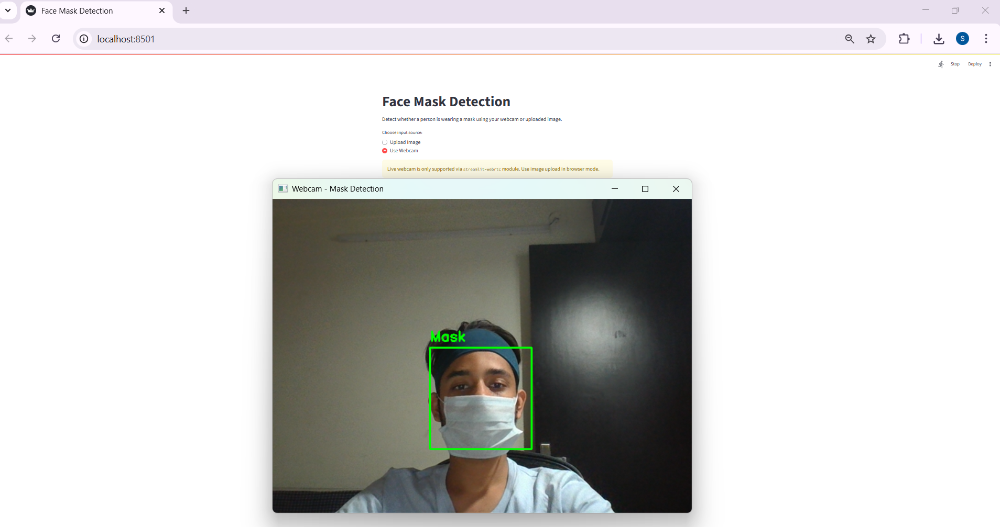 Face Mask Detection
localhost:8501
S
Stop Deploy
Face Mask Detection
Detect whether a person is wearing a mask using your webcam or uploaded image.
Choose input source:
Upload Image
Use Webcam
Live webcam is only supported via streamlit-webrtc module. Use image upload in browser mode.
Webcam - Mask Detection
Mask